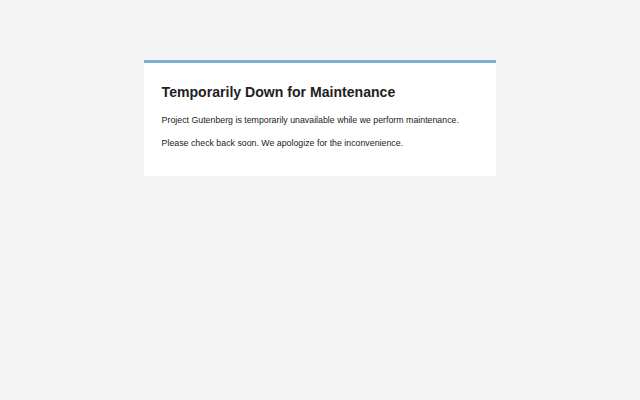 Temporarily Down for Maintenance
Project Gutenberg is temporarily unavailable while we perform maintenance.
Please check back soon. We apologize for the inconvenience.